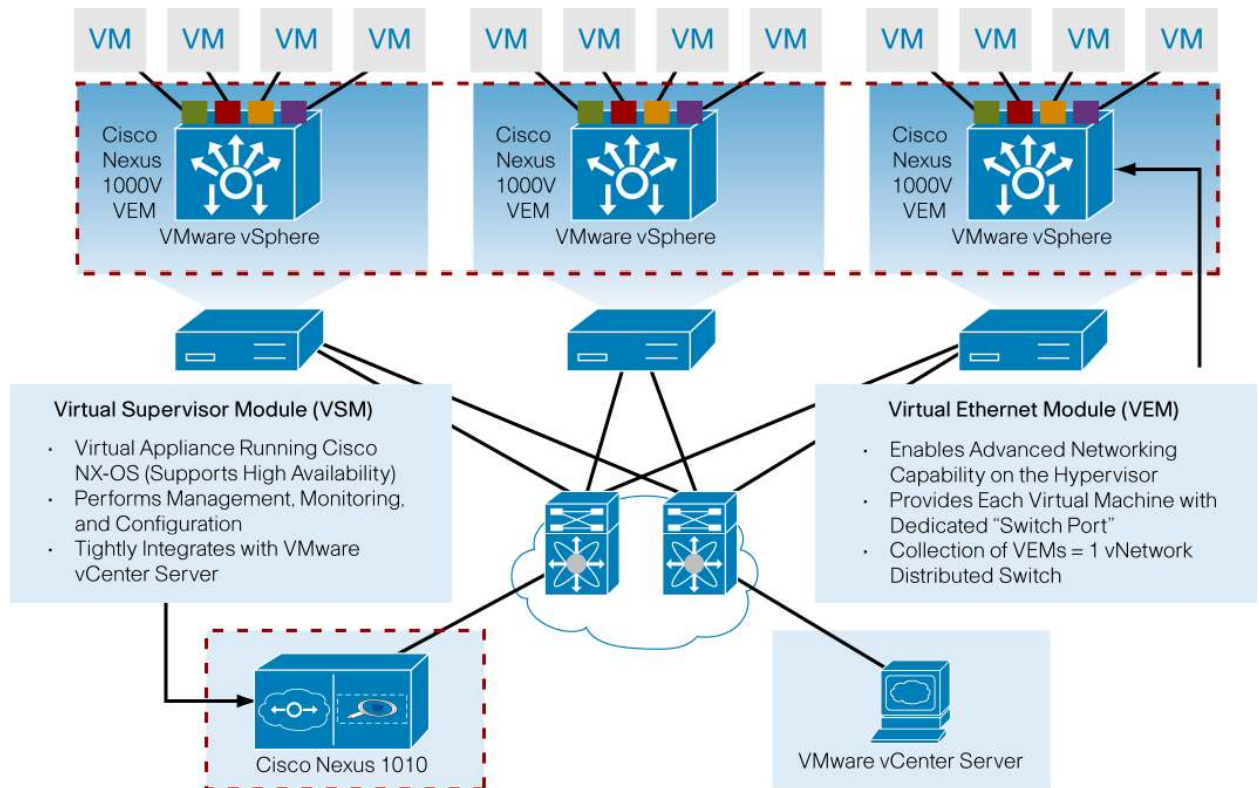 VM VM VM VM VM VM VM VM VM VM VM VM
Cisco
Nexus
1000V
VEM
VMware vSphere
Cisco
Nexus
1000V
VEM
VMware vSphere
Cisco
Nexus
1000V
VEM
VMware vSphere
Virtual Supervisor Module (VSM)
· Virtual Appliance Running Cisco
NX-OS (Supports High Availability)
· Performs Management, Monitoring,
and Configuration
· Tightly Integrates with VMware
vCenter Server
Virtual Ethernet Module (VEM)
· Enables Advanced Networking
Capability on the Hypervisor
· Provides Each Virtual Machine with
Dedicated “Switch Port”
· Collection of VEMs = 1 vNetwork
Distributed Switch
Cisco Nexus 1010
VMware vCenter Server